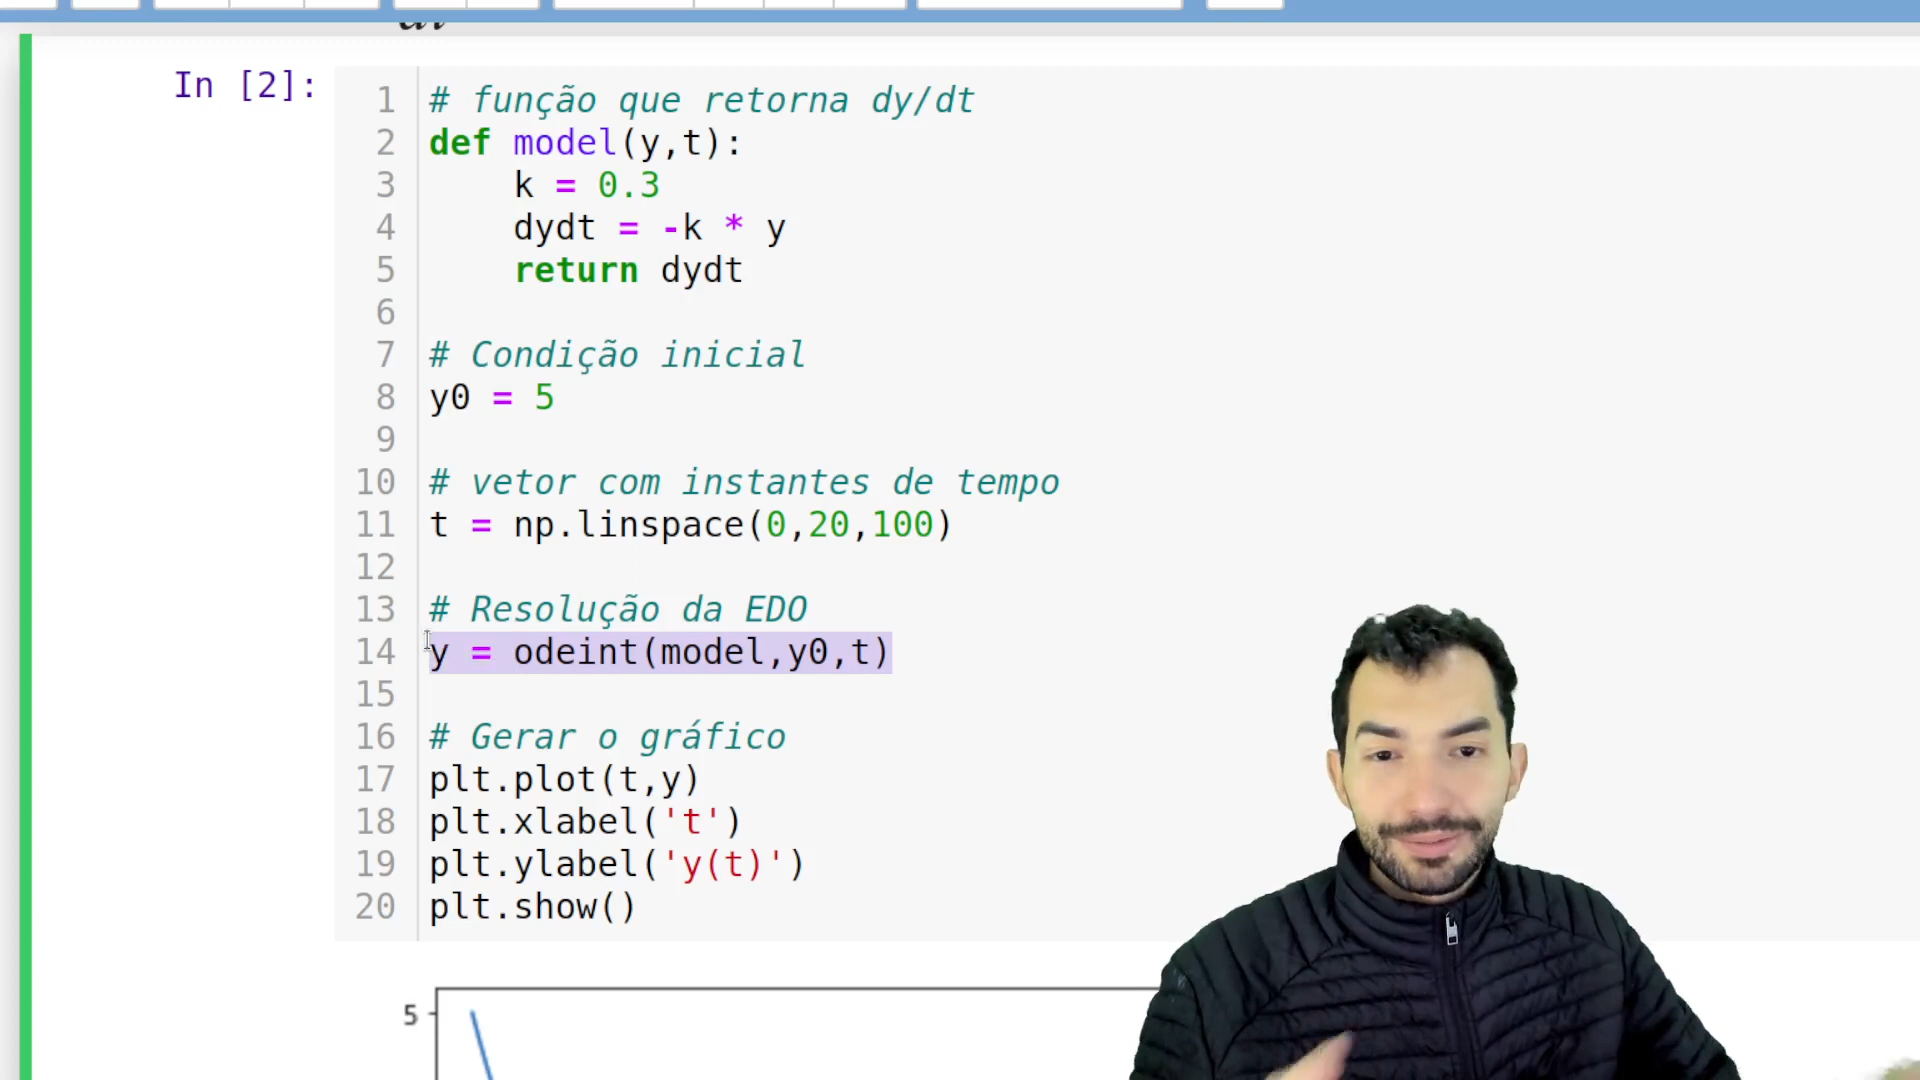 In [2]:
1 # função que retorna dy/dt
2 def model(y,t):
3     k = 0.3
4     dydt = -k * y
5     return dydt
6
7 # Condição inicial
8 y0 = 5
9
10 # vetor com instantes de tempo
11 t = np.linspace(0,20,100)
12
13 # Resolução da EDO
14 y = odeint(model,y0,t)
15
16 # Gerar o gráfico
17 plt.plot(t,y)
18 plt.xlabel('t')
19 plt.ylabel('y(t)')
20 plt.show()
5